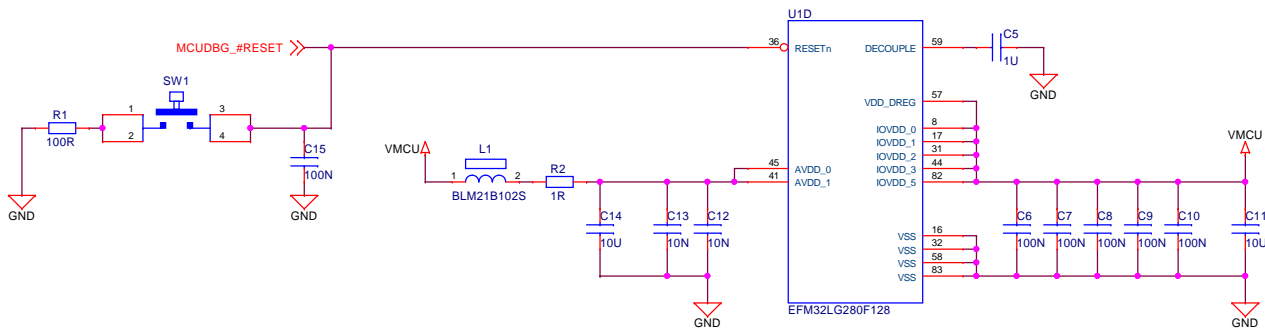 U1D
MCUDBG_#RESET
36
RESETn
DECOUPLE
59
C5
1U
GND
SW1
R1
100R
1
2
3
4
C15
100N
GND
GND
VDD_DREG
57
IOVDD_0
8
IOVDD_1
17
IOVDD_2
31
IOVDD_3
44
IOVDD_5
82
VMCU
VMCU
L1
1
2
BLM21B102S
R2
1R
45
AVDD_0
41
AVDD_1
C14
10U
C13
10N
C12
10N
GND
C6
100N
C7
100N
C8
100N
C9
100N
C10
100N
C11
10U
VSS
16
VSS
32
VSS
58
VSS
83
GND
EFM32LG280F128